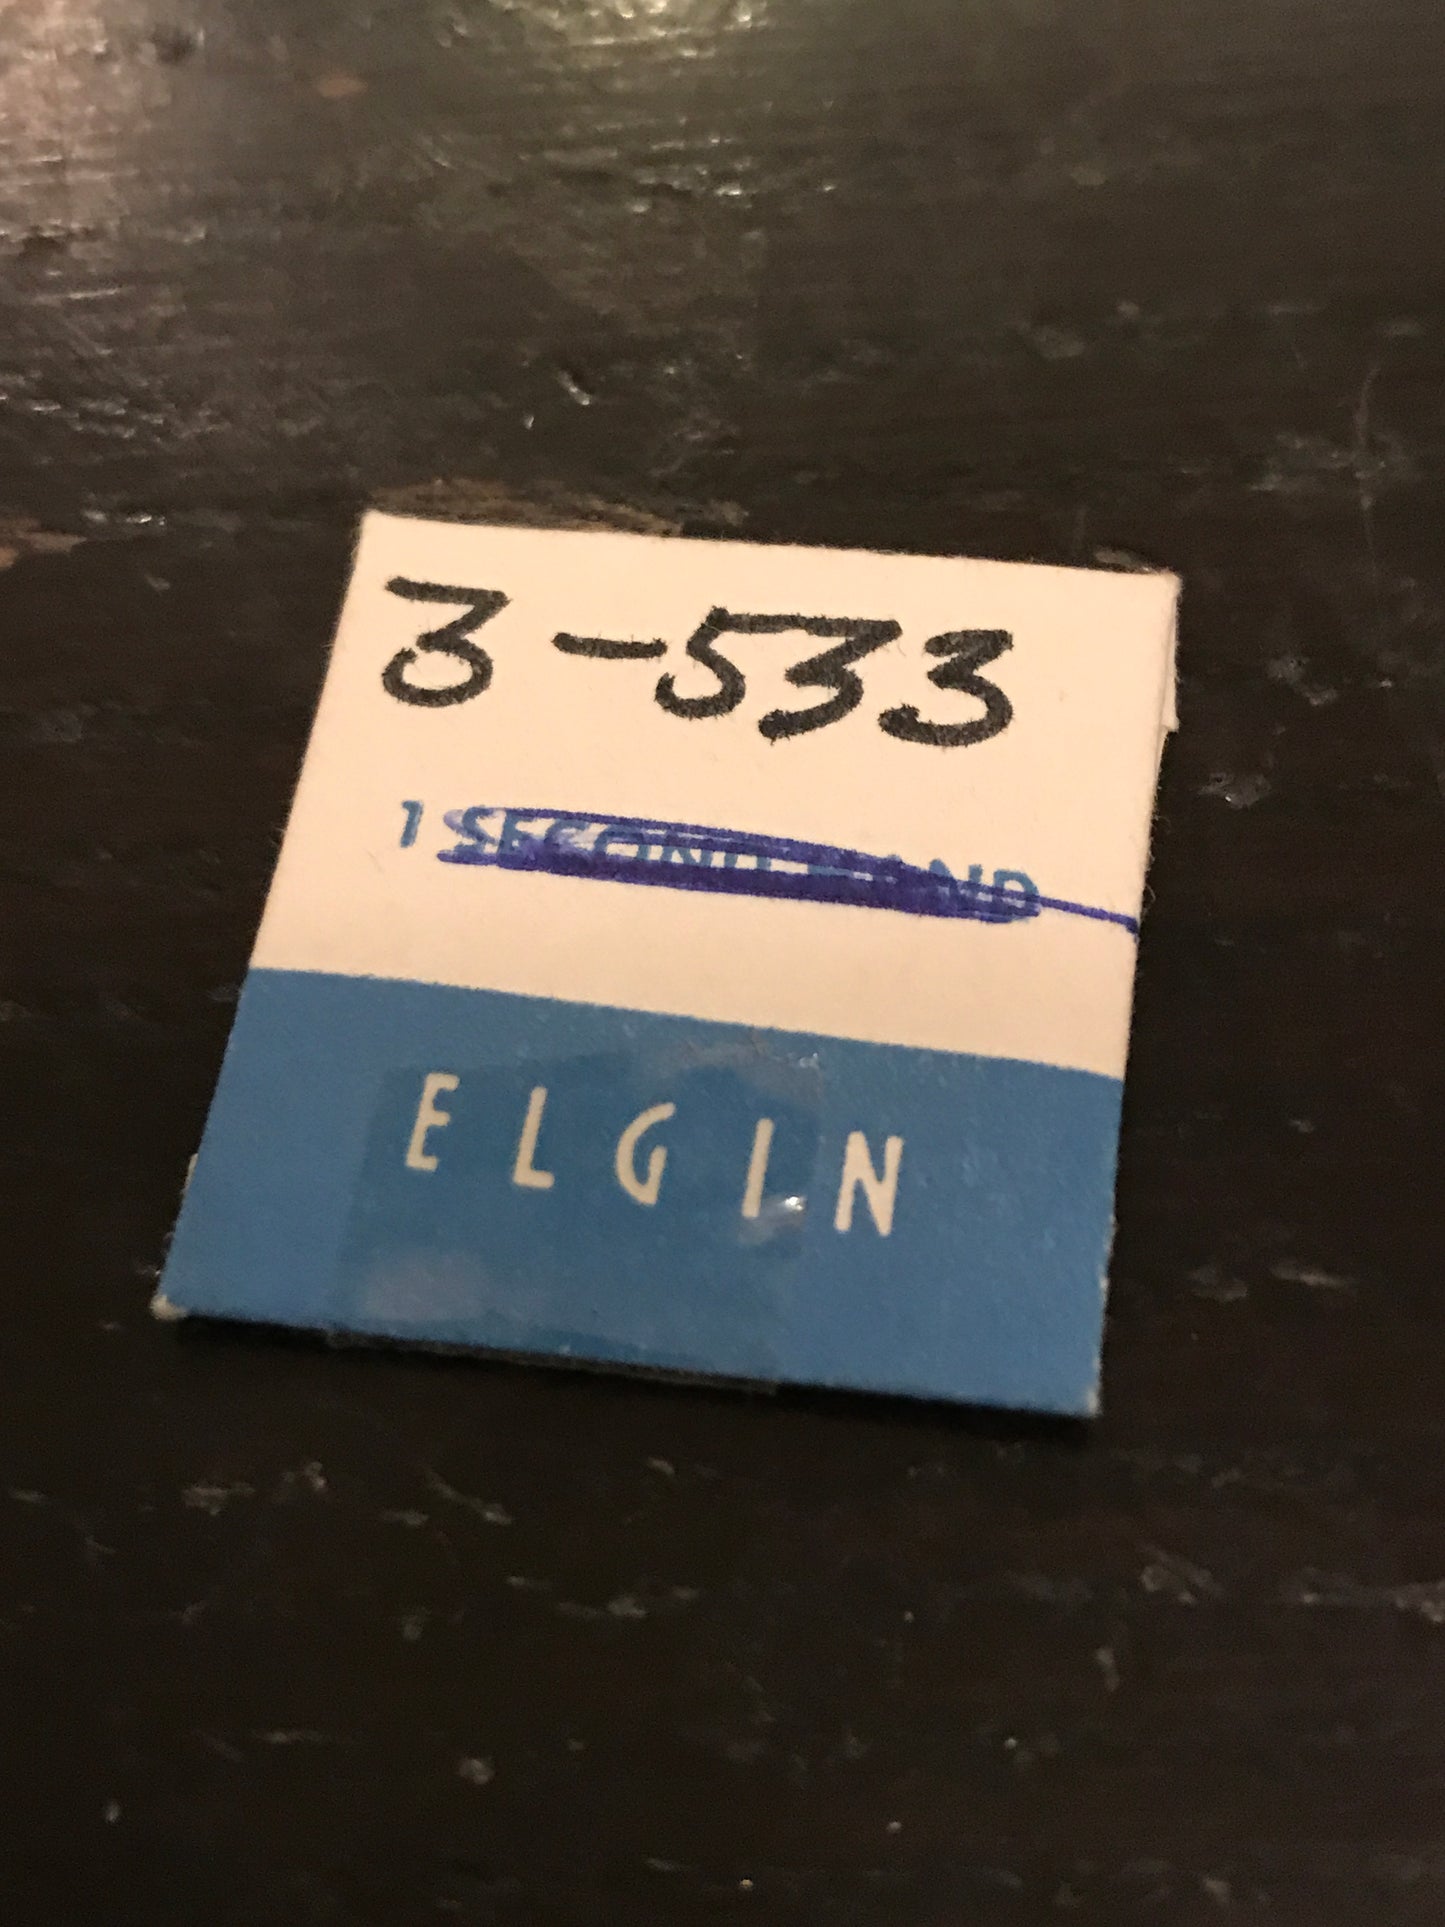 3-533
1 SECOND HAND
ELGIN